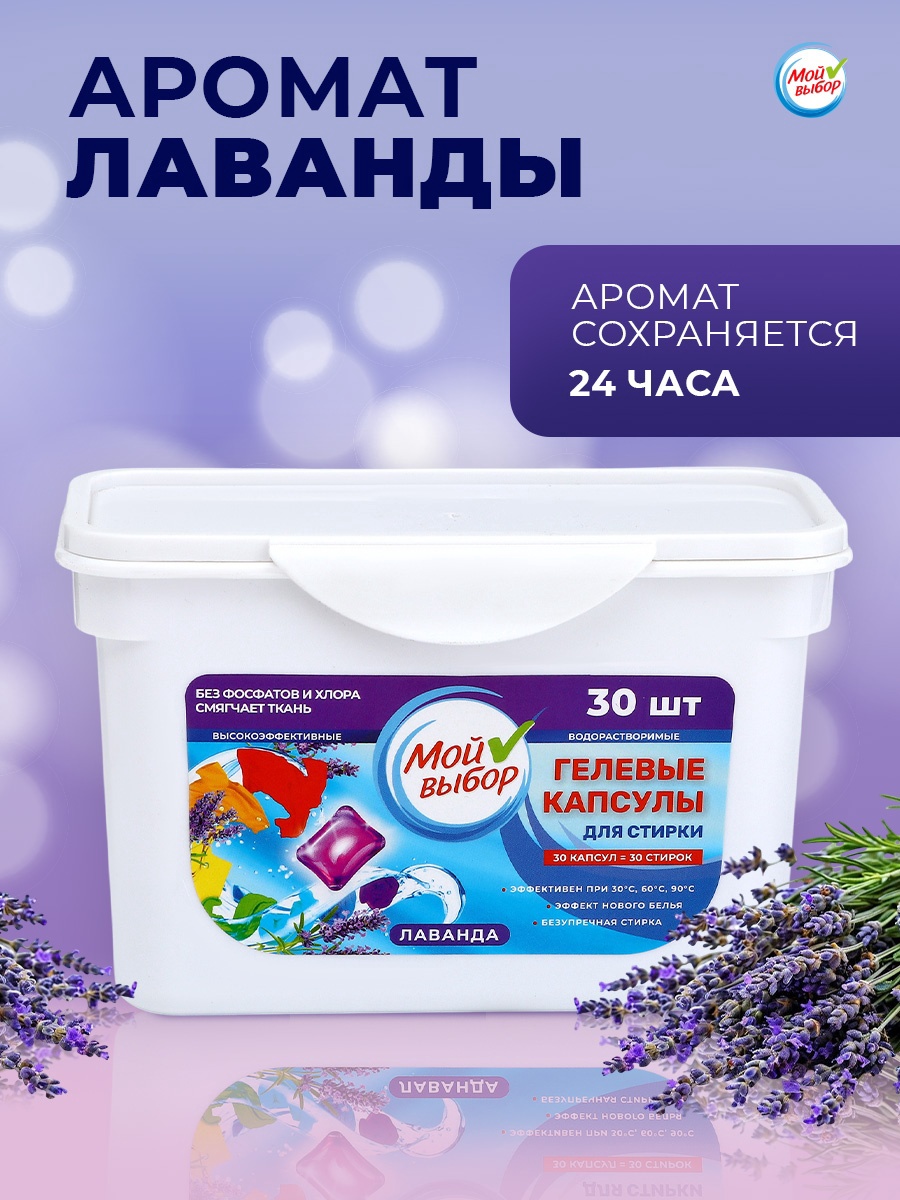 АРОМАТ
ЛАВАНДЫ
Мой
выбор
АРОМАТ
СОХРАНЯЕТСЯ
24 ЧАСА
БЕЗ ФОСФАТОВ И ХЛОРА
СМЯГЧАЕТ ТКАНЬ
30 шт
ВЫСОКОЭФФЕКТИВНЫЕ
ВОДОРАСТВОРИМЫЕ
Мой
выбор
ГЕЛЕВЫЕ
КАПСУЛЫ
ДЛЯ СТИРКИ
30 КАПСУЛ = 30 СТИРОК
• ЭФФЕКТИВЕН ПРИ 30°С, 60°С, 90°С
• ЭФФЕКТ НОВОГО БЕЛЬЯ
• БЕЗУПРЕЧНАЯ СТИРКА
ЛАВАНДА